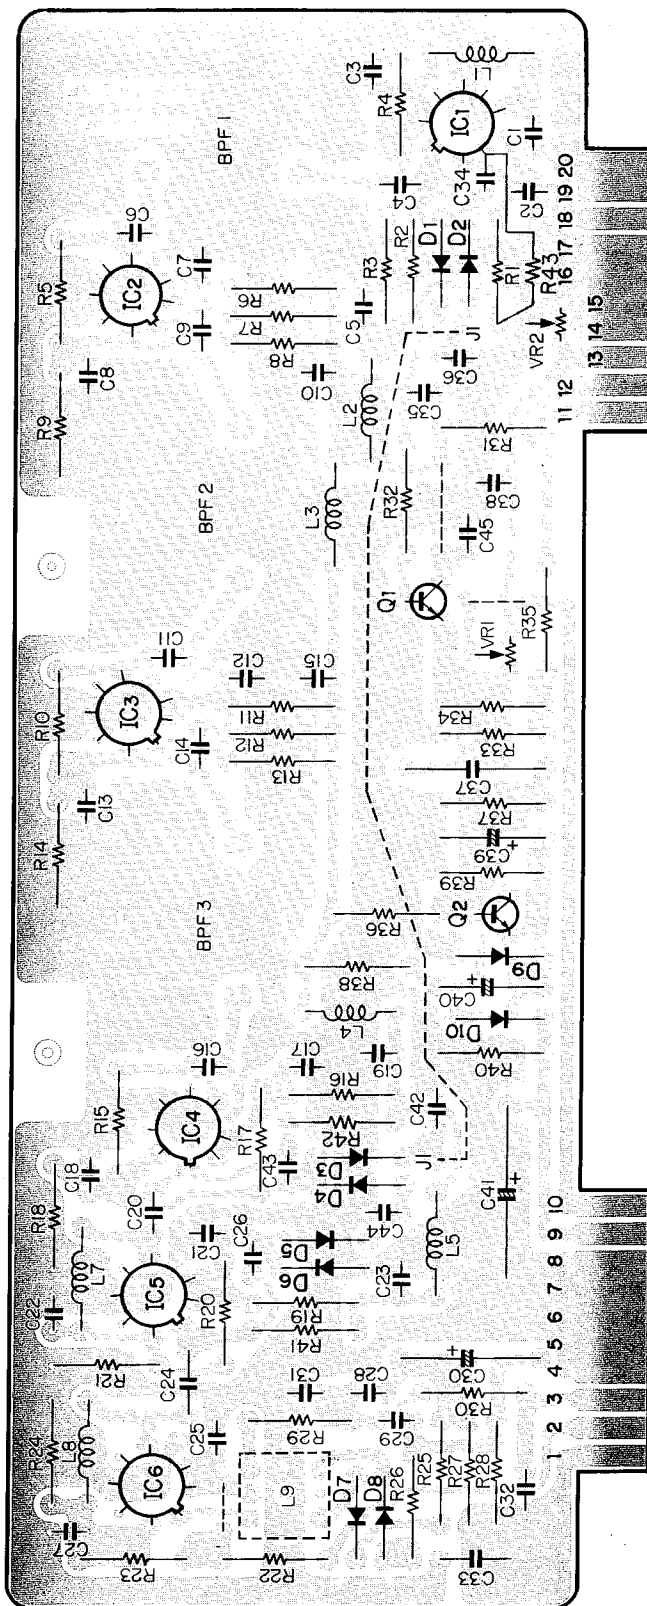 C3
L1
R4
IC1
BPF 1
C1
C34
C4
C2
20
19
18
17
16
C6
R5
IC2
C7
R3
R2
D1
D2
R1
R43
R6
R7
R8
C9
C5
J1
VR2
15
14
13
C8
C10
C36
C35
12
11
R9
L2
R31
BPF2
L3
R32
C38
C45
Q1
C11
VR1
R35
C12
C15
R10
IC3
R11
R12
R13
C14
R34
R33
C37
C13
R37
R14
C39
+
R39
BPF3
R36
Q2
R38
D9
+
C40
L4
D10
C16
C17
C19
R40
R15
IC4
R17
R16
R42
C42
C43
D3
D4
J1
C18
R18
C20
C21
C26
C44
C41
+
10
9
8
7
6
5
4
3
2
1
L7
IC5
D5
D6
L5
C23
C22
R20
R19
R41
R21
C24
C30
+
C31
C28
R30
R24
L8
C25
R29
C29
IC6
L9
D7
D8
R26
R25
R27
R28
C32
C27
R23
R22
C33